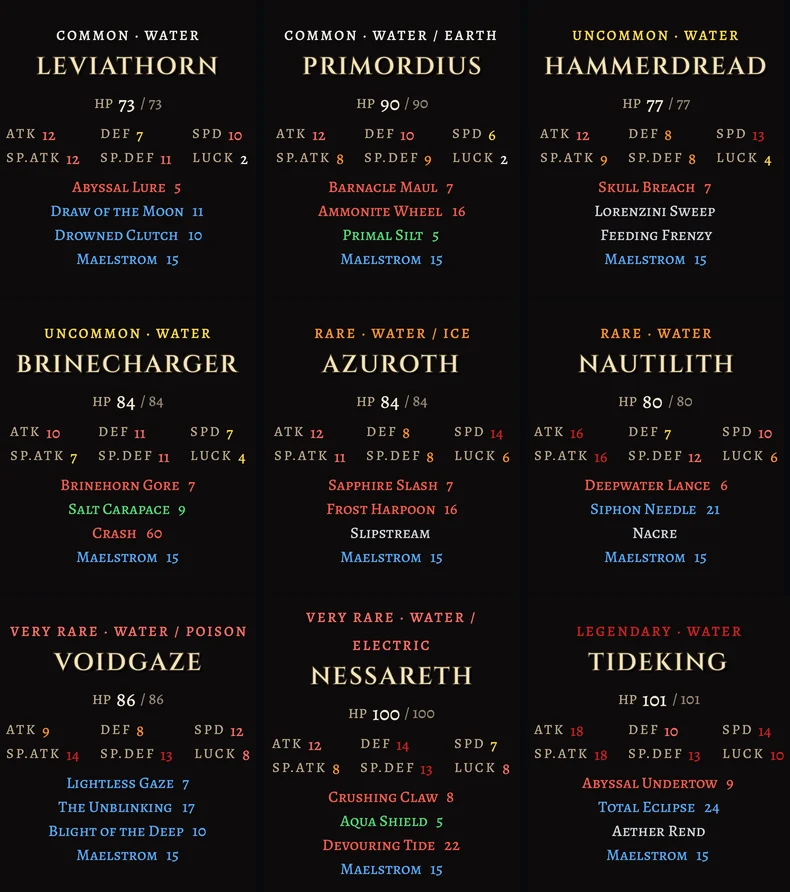 COMMON · WATER
LEVIATHORN
HP 73 / 73
ATK 12 DEF 7 SPD 10
SP.ATK 12 SP.DEF 11 LUCK 2
ABYSSAL LURE 5
DRAW OF THE MOON 11
DROWNED CLUTCH 10
MAELSTROM 15
COMMON · WATER / EARTH
PRIMORDIUS
HP 90 / 90
ATK 12 DEF 10 SPD 6
SP.ATK 8 SP.DEF 9 LUCK 2
BARNACLE MAUL 7
AMMONITE WHEEL 16
PRIMAL SILT 5
MAELSTROM 15
UNCOMMON · WATER
HAMMERDREAD
HP 77 / 77
ATK 12 DEF 8 SPD 13
SP.ATK 9 SP.DEF 8 LUCK 4
SKULL BREACH 7
LORENZINI SWEEP
FEEDING FRENZY
MAELSTROM 15
UNCOMMON · WATER
BRINECHARGER
HP 84 / 84
ATK 10 DEF 11 SPD 7
SP.ATK 7 SP.DEF 11 LUCK 4
BRINEHORN GORE 7
SALT CARAPACE 9
CRASH 60
MAELSTROM 15
RARE · WATER / ICE
AZUROTH
HP 84 / 84
ATK 12 DEF 8 SPD 14
SP.ATK 11 SP.DEF 8 LUCK 6
SAPPHIRE SLASH 7
FROST HARPOON 16
SLIPSTREAM
MAELSTROM 15
RARE · WATER
NAUTILITH
HP 80 / 80
ATK 16 DEF 7 SPD 10
SP.ATK 16 SP.DEF 12 LUCK 6
DEEPWATER LANCE 6
SIPHON NEEDLE 21
NACRE
MAELSTROM 15
VERY RARE · WATER / POISON
VOIDGAZE
HP 86 / 86
ATK 9 DEF 8 SPD 12
SP.ATK 14 SP.DEF 13 LUCK 8
LIGHTLESS GAZE 7
THE UNBLINKING 17
BLIGHT OF THE DEEP 10
MAELSTROM 15
VERY RARE · WATER /
ELECTRIC
NESSARETH
HP 100 / 100
ATK 12 DEF 14 SPD 7
SP.ATK 8 SP.DEF 13 LUCK 8
CRUSHING CLAW 8
AQUA SHIELD 5
DEVOURING TIDE 22
MAELSTROM 15
LEGENDARY · WATER
TIDEKING
HP 101 / 101
ATK 18 DEF 10 SPD 14
SP.ATK 18 SP.DEF 13 LUCK 10
ABYSSAL UNDERTOW 9
TOTAL ECLIPSE 24
AETHER REND
MAELSTROM 15